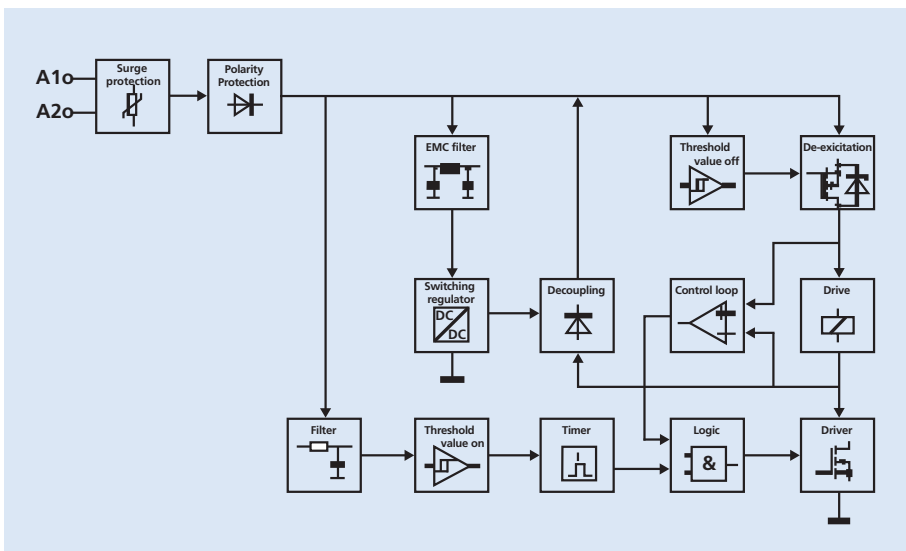 A1o
Surge
protection
Polarity
Protection
A2o
EMC filter
Threshold
value off
De-exicitation
Switching
regulator
DC
DC
Decoupling
Control loop
Drive
Filter
Threshold
value on
Timer
Logic
&
Driver